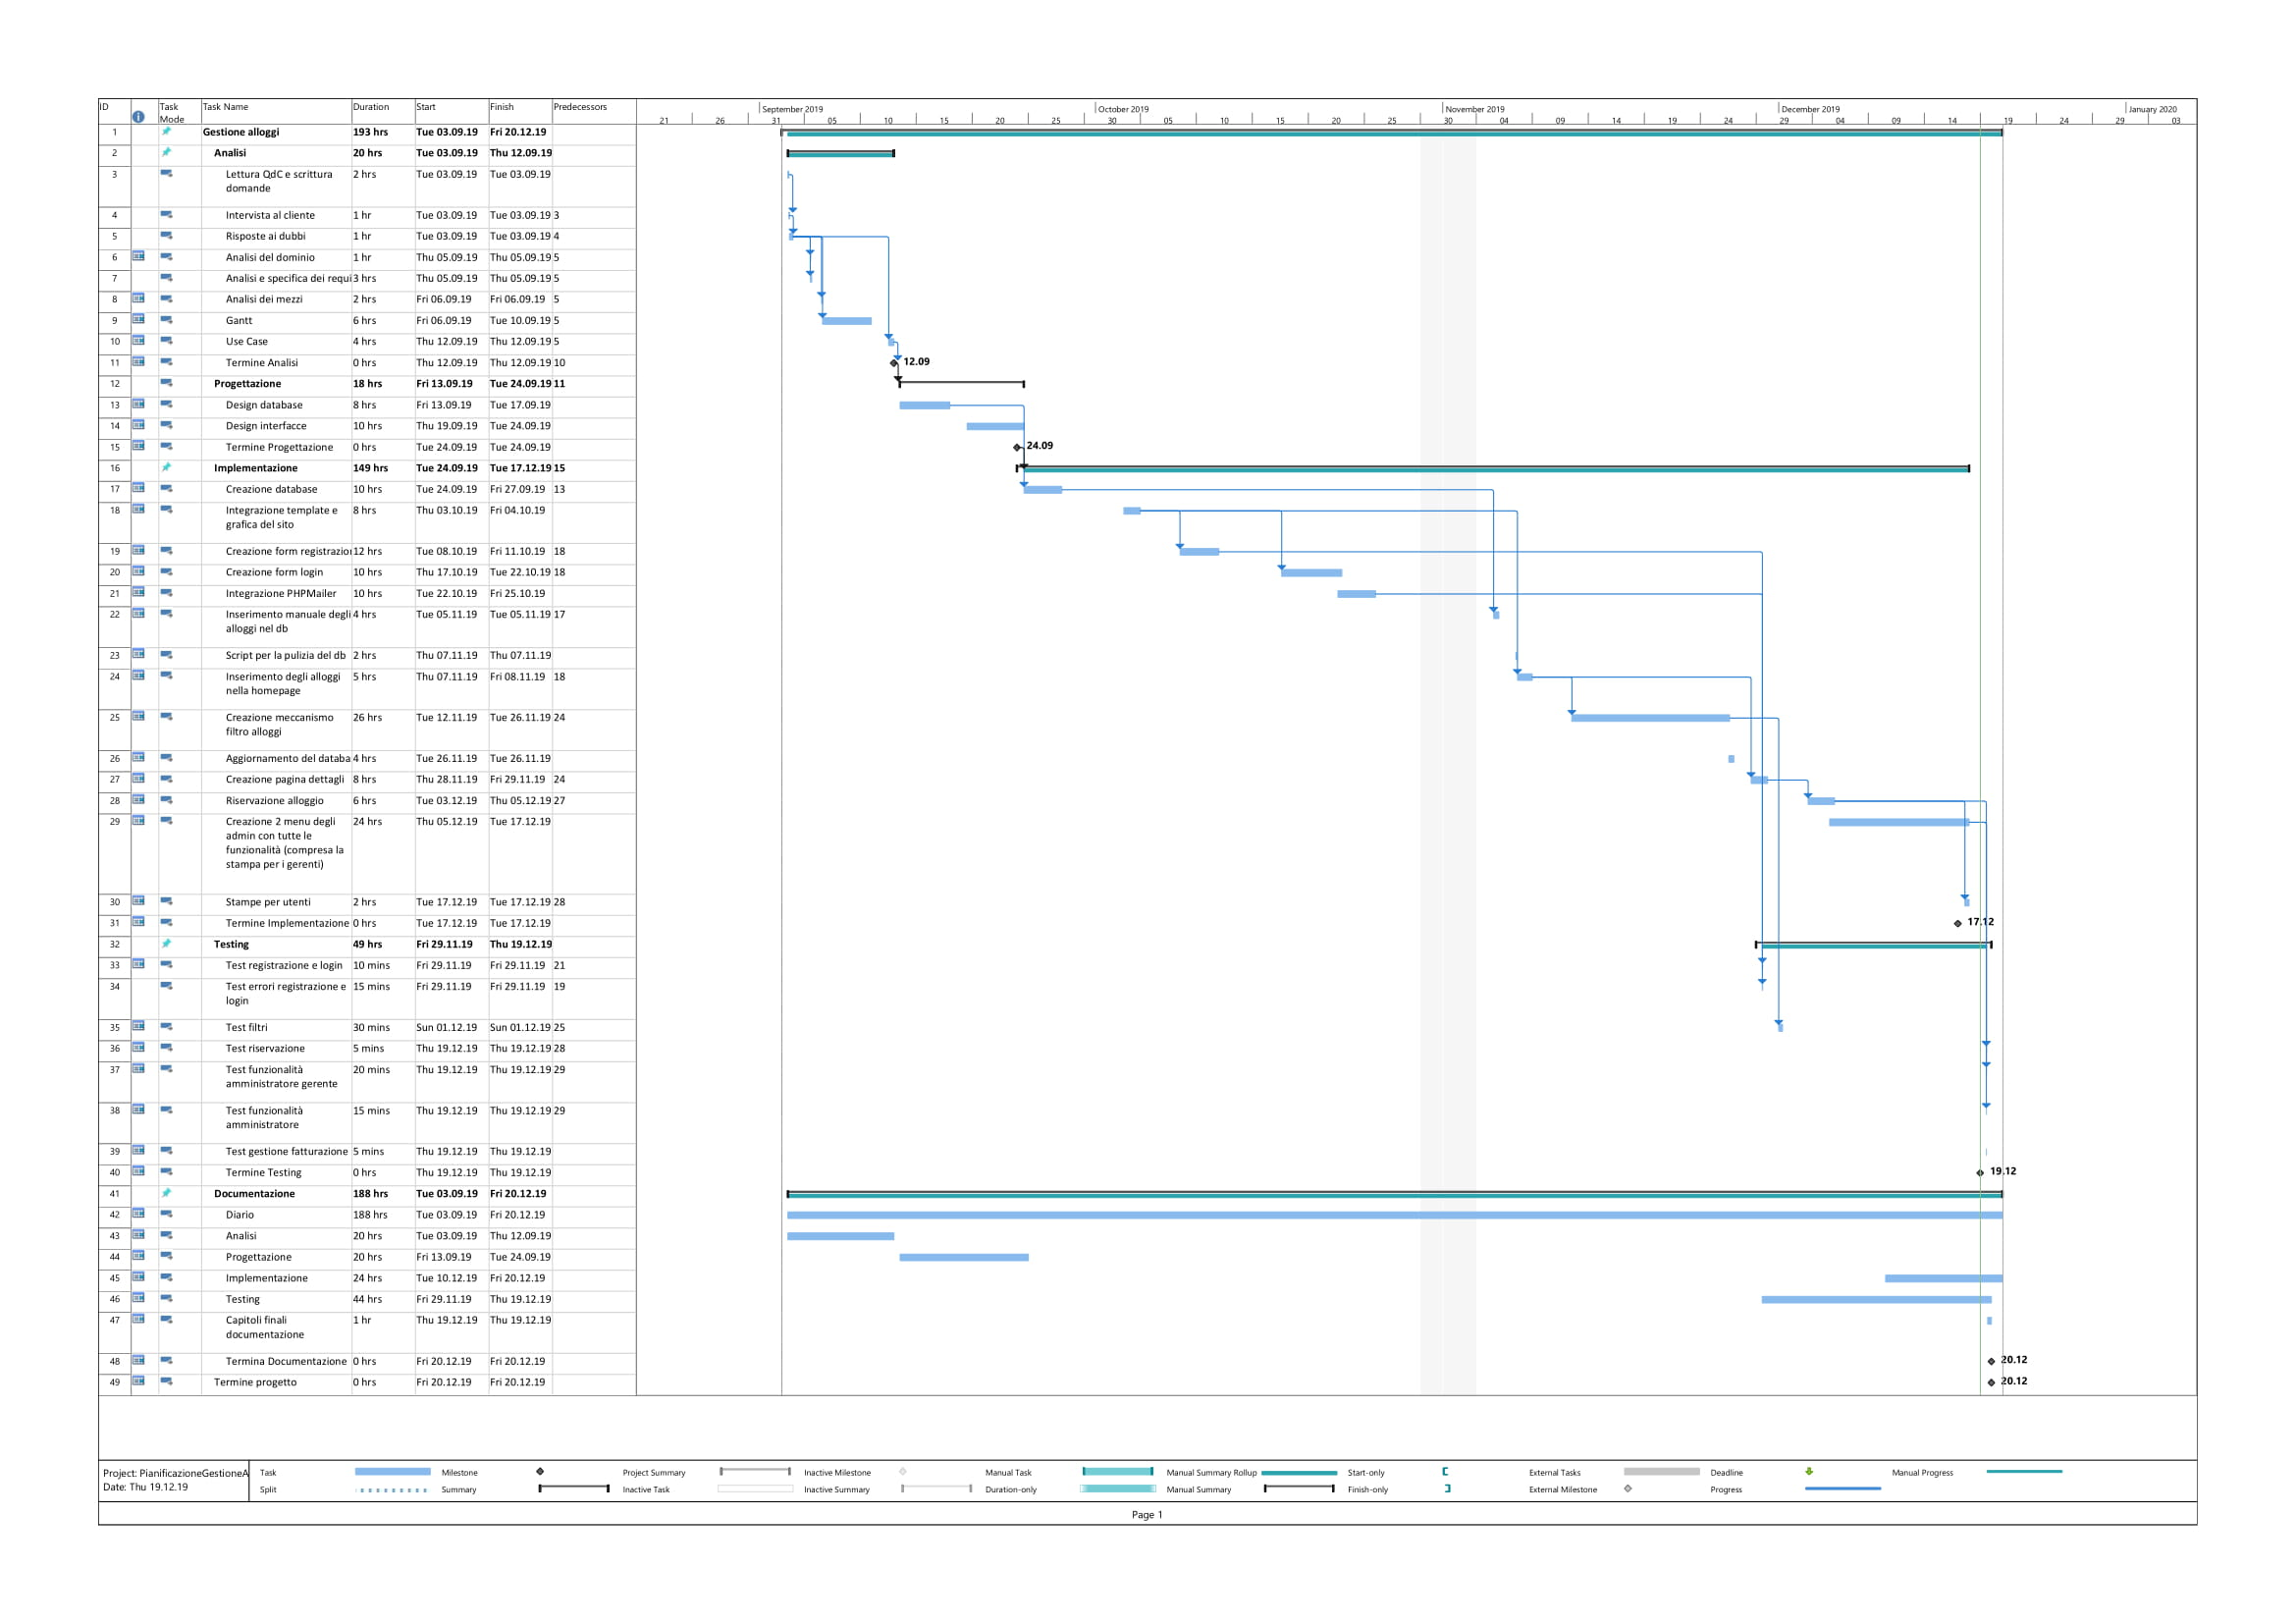 ID Task Mode Task Name Duration Start Finish Predecessors
September 2019 October 2019 November 2019 December 2019 January 2020
21 26 31 05 10 15 20 25 30 05 10 15 20 25 30 04 09 14 19 24 29 04 09 14 19 24 29 03
1 Gestione alloggi 193 hrs Tue 03.09.19 Fri 20.12.19
2 Analisi 20 hrs Tue 03.09.19 Thu 12.09.19
3 Lettura QdC e scrittura 2 hrs Tue 03.09.19 Tue 03.09.19
domande
4 Intervista al cliente 1 hr Tue 03.09.19 Tue 03.09.19 3
5 Risposte ai dubbi 1 hr Tue 03.09.19 Tue 03.09.19 4
6 Analisi del dominio 1 hr Thu 05.09.19 Thu 05.09.19 5
7 Analisi e specifica dei requi 3 hrs Thu 05.09.19 Thu 05.09.19 5
8 Analisi dei mezzi 2 hrs Fri 06.09.19 Fri 06.09.19 5
9 Gantt 6 hrs Fri 06.09.19 Tue 10.09.19 5
10 Use Case 4 hrs Thu 12.09.19 Thu 12.09.19 5
11 Termine Analisi 0 hrs Thu 12.09.19 Thu 12.09.19 10 12.09
12 Progettazione 18 hrs Fri 13.09.19 Tue 24.09.19 11
13 Design database 8 hrs Fri 13.09.19 Tue 17.09.19
14 Design interfacce 10 hrs Thu 19.09.19 Tue 24.09.19
15 Termine Progettazione 0 hrs Tue 24.09.19 Tue 24.09.19 24.09
16 Implementazione 149 hrs Tue 24.09.19 Tue 17.12.19 15
17 Creazione database 10 hrs Tue 24.09.19 Fri 27.09.19 13
18 Integrazione template e 8 hrs Thu 03.10.19 Fri 04.10.19
grafica del sito
19 Creazione form registrazior 12 hrs Tue 08.10.19 Fri 11.10.19 18
20 Creazione form login 10 hrs Thu 17.10.19 Tue 22.10.19 18
21 Integrazione PHPMailer 10 hrs Tue 22.10.19 Fri 25.10.19
22 Inserimento manuale degli 4 hrs Tue 05.11.19 Tue 05.11.19 17
alloggi nel db
23 Script per la pulizia del db 2 hrs Thu 07.11.19 Thu 07.11.19
24 Inserimento degli alloggi 5 hrs Thu 07.11.19 Fri 08.11.19 18
nella homepage
25 Creazione meccanismo 26 hrs Tue 12.11.19 Tue 26.11.19 24
filtro alloggi
26 Aggiornamento del databa 4 hrs Tue 26.11.19 Tue 26.11.19
27 Creazione pagina dettagli 8 hrs Thu 28.11.19 Fri 29.11.19 24
28 Riservazione alloggio 6 hrs Tue 03.12.19 Thu 05.12.19 27
29 Creazione 2 menu degli 24 hrs Thu 05.12.19 Tue 17.12.19
admin con tutte le
funzionalità (compresa la
stampa per i gerenti)
30 Stampe per utenti 2 hrs Tue 17.12.19 Tue 17.12.19 28
31 Termine Implementazione 0 hrs Tue 17.12.19 Tue 17.12.19 17.12
32 Testing 49 hrs Fri 29.11.19 Thu 19.12.19
33 Test registrazione e login 10 mins Fri 29.11.19 Fri 29.11.19 21
34 Test errori registrazione e 15 mins Fri 29.11.19 Fri 29.11.19 19
login
35 Test filtri 30 mins Sun 01.12.19 Sun 01.12.19 25
36 Test riservazione 5 mins Thu 19.12.19 Thu 19.12.19 28
37 Test funzionalità 20 mins Thu 19.12.19 Thu 19.12.19 29
amministratore gerente
38 Test funzionalità 15 mins Thu 19.12.19 Thu 19.12.19 29
amministratore
39 Test gestione fatturazione 5 mins Thu 19.12.19 Thu 19.12.19
40 Termine Testing 0 hrs Thu 19.12.19 Thu 19.12.19 19.12
41 Documentazione 188 hrs Tue 03.09.19 Fri 20.12.19
42 Diario 188 hrs Tue 03.09.19 Fri 20.12.19
43 Analisi 20 hrs Tue 03.09.19 Thu 12.09.19
44 Progettazione 20 hrs Fri 13.09.19 Tue 24.09.19
45 Implementazione 24 hrs Tue 10.12.19 Fri 20.12.19
46 Testing 44 hrs Fri 29.11.19 Thu 19.12.19
47 Capitoli finali 1 hr Thu 19.12.19 Thu 19.12.19
documentazione
48 Termina Documentazione 0 hrs Fri 20.12.19 Fri 20.12.19 20.12
49 Termine progetto 0 hrs Fri 20.12.19 Fri 20.12.19 20.12
Project: PianificazioneGestioneA
Date: Thu 19.12.19
Task Milestone Project Summary Inactive Milestone Manual Task Manual Summary Rollup Start-only External Tasks Deadline Manual Progress
Split Summary Inactive Task Inactive Summary Duration-only Manual Summary Finish-only External Milestone Progress
Page 1